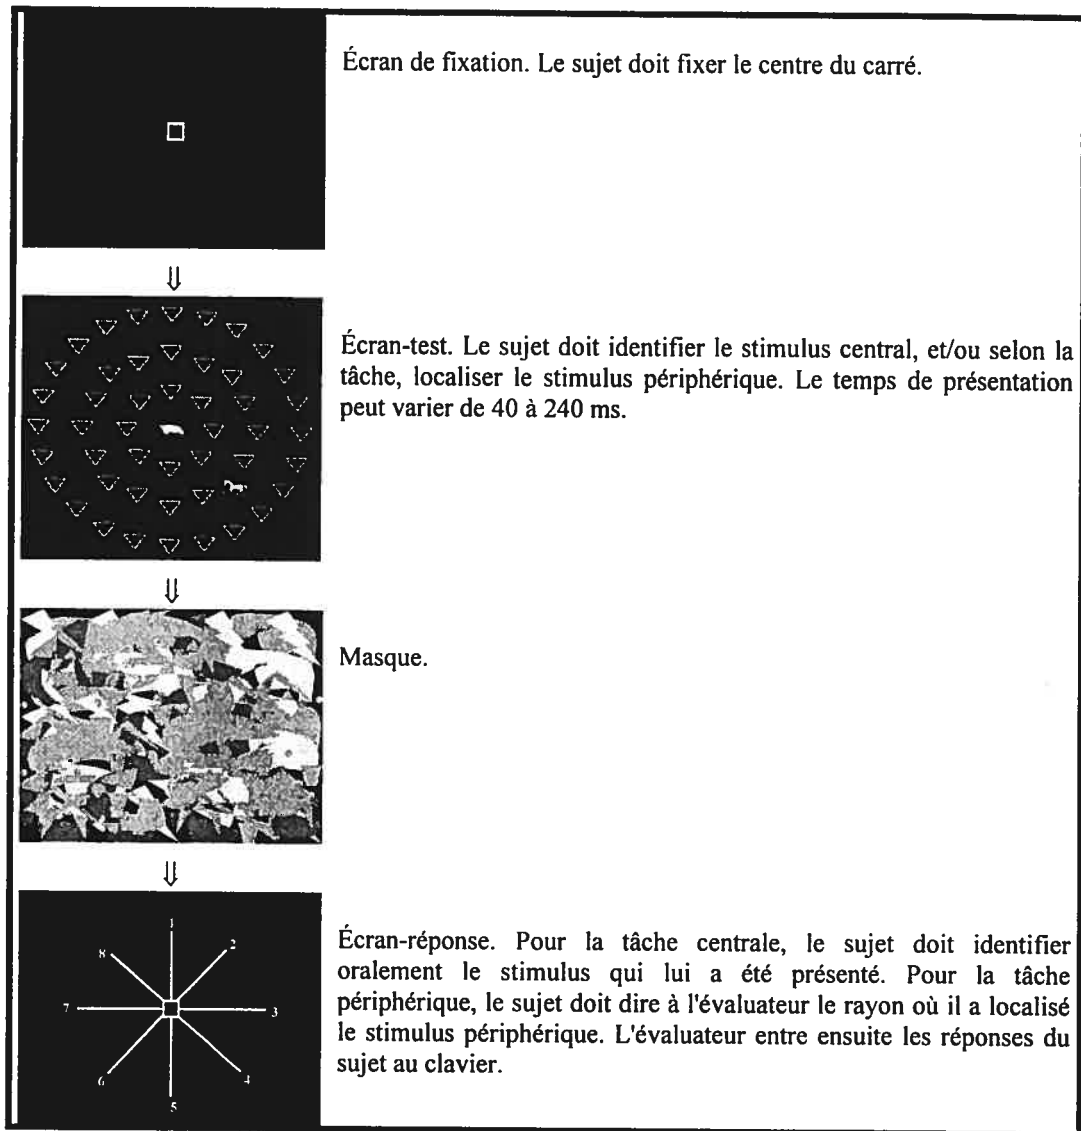 Écran de fixation. Le sujet doit fixer le centre du carré.
⇓
Écran-test. Le sujet doit identifier le stimulus central, et/ou selon la
tâche, localiser le stimulus périphérique. Le temps de présentation
peut varier de 40 à 240 ms.
⇓
Masque.
⇓
Écran-réponse. Pour la tâche centrale, le sujet doit identifier
oralement le stimulus qui lui a été présenté. Pour la tâche
périphérique, le sujet doit dire à l'évaluateur le rayon où il a localisé
le stimulus périphérique. L'évaluateur entre ensuite les réponses du
sujet au clavier.
1
2
8
7
3
6
4
5